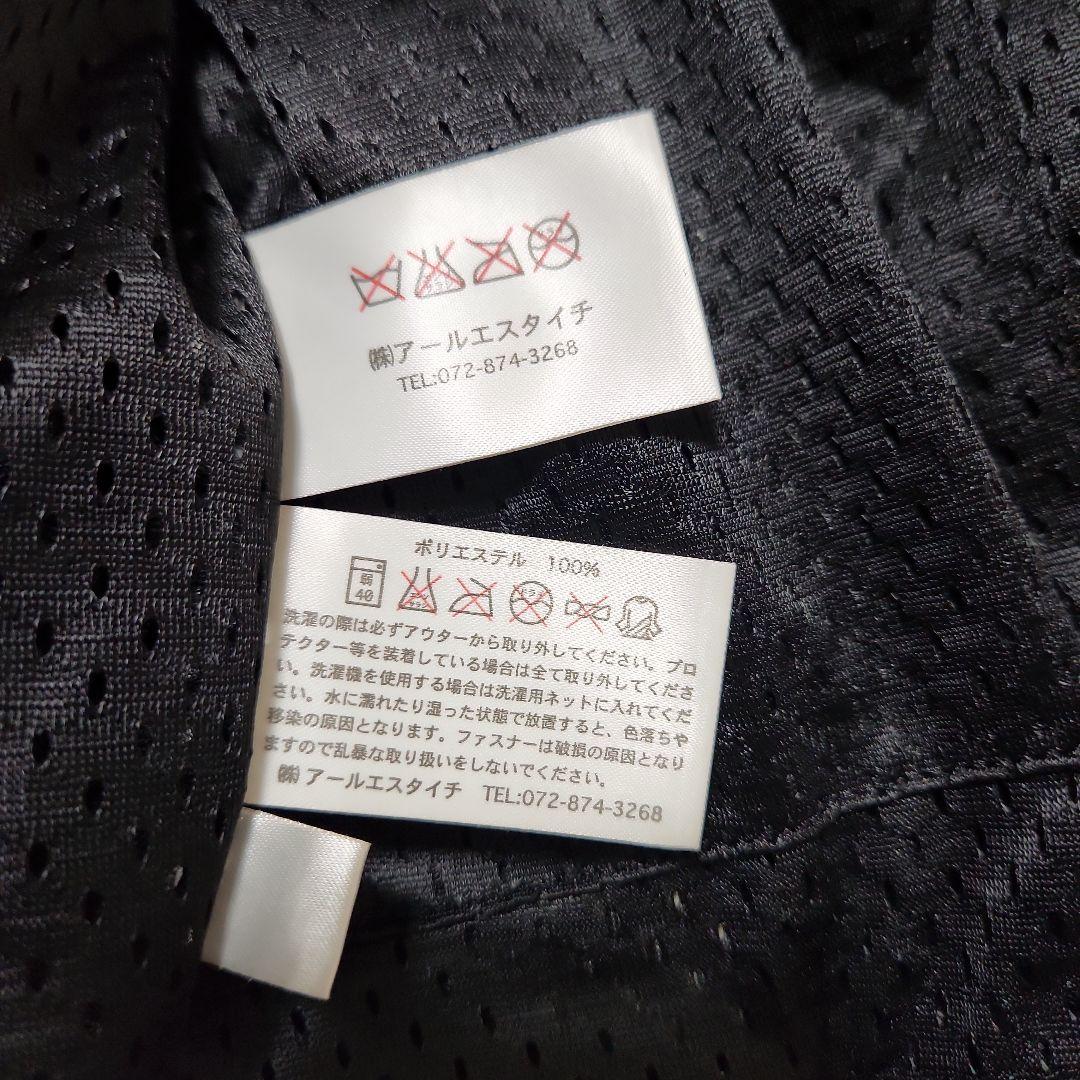 ㈱アールエスタイチ
TEL:072-874-3268
ポリエステル 100%
弱
40
洗濯の際は必ずアウターから取り外してください。プロ
テクター等を装着している場合は全て取り外してくださ
い。洗濯機を使用する場合は洗濯用ネットに入れてくだ
さい。水に濡れたり湿った状態で放置すると、色落ちや
移染の原因となります。ファスナーは破損の原因となり
ますので乱暴な取り扱いをしないでください。
㈱アールエスタイチ TEL:072-874-3268